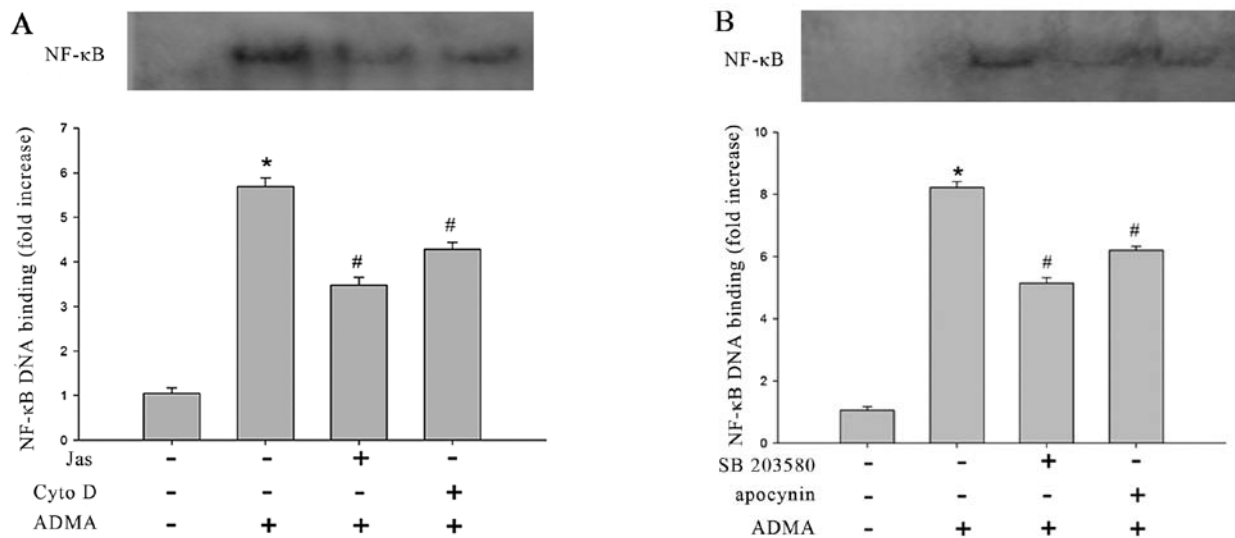 A
NF-κB
NF-κB DNA binding (fold increase)
7
6
5
4
3
2
1
0
*
#
#
Jas - - + -
Cyto D - - - +
ADMA - + + +
B
NF-κB
NF-κB DNA binding (fold increase)
10
8
6
4
2
0
*
#
#
SB 203580 - - + -
apocynin - - - +
ADMA - + + +